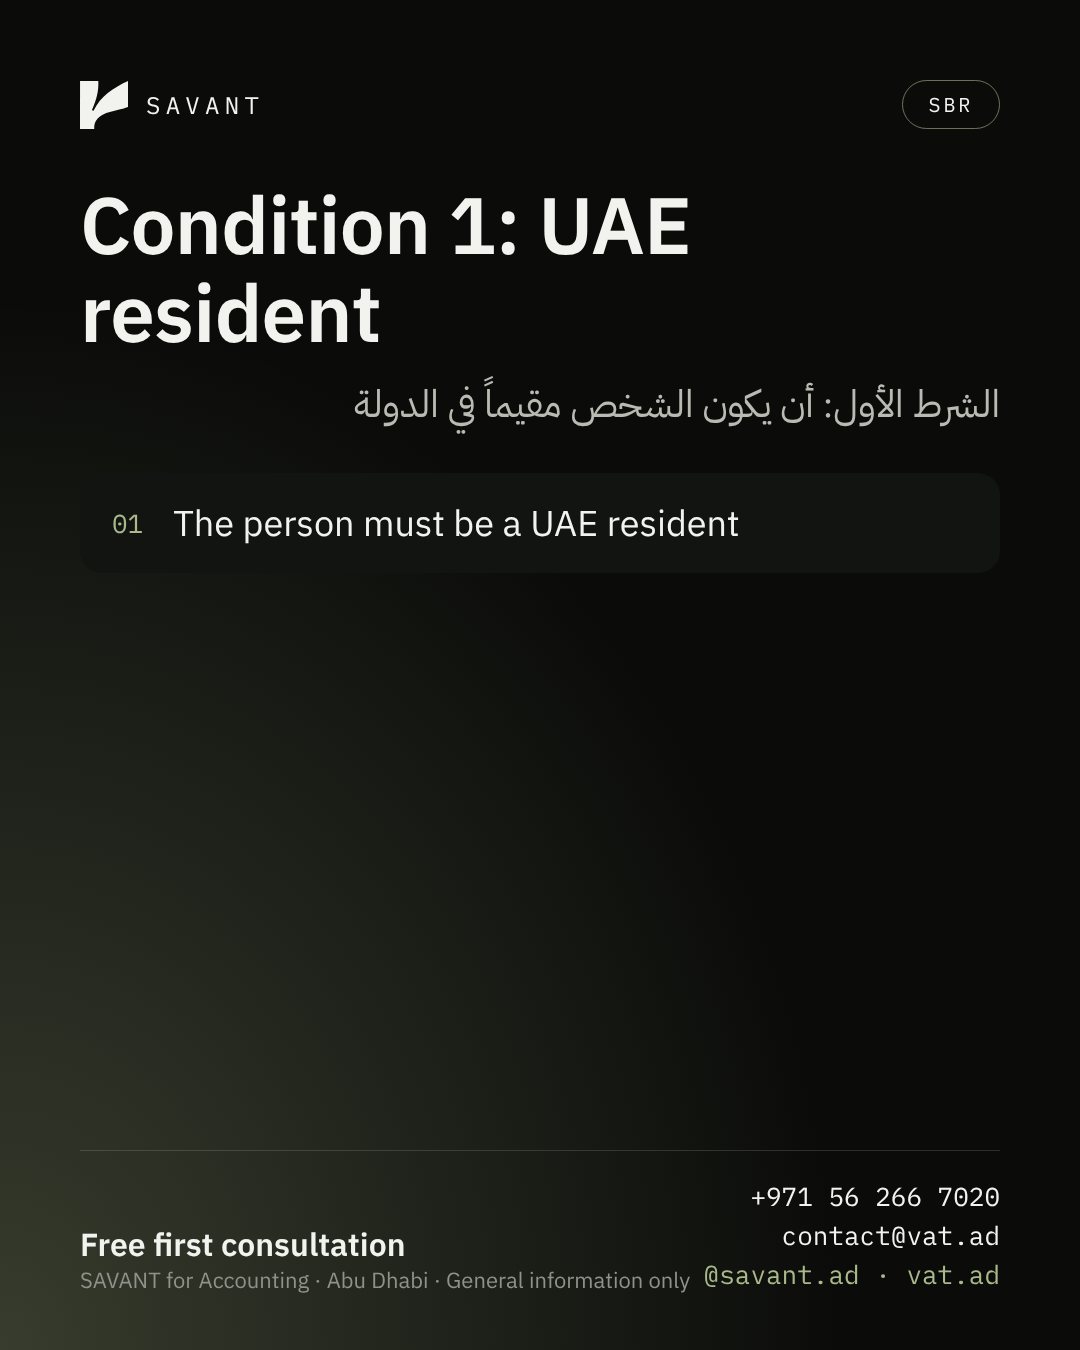 SAVANT
SBR
Condition 1: UAE
resident
الشرط الأول: أن يكون الشخص مقيماً في الدولة
01 The person must be a UAE resident
+971 56 266 7020
contact@vat.ad
Free first consultation
SAVANT for Accounting · Abu Dhabi · General information only
@savant.ad · vat.ad